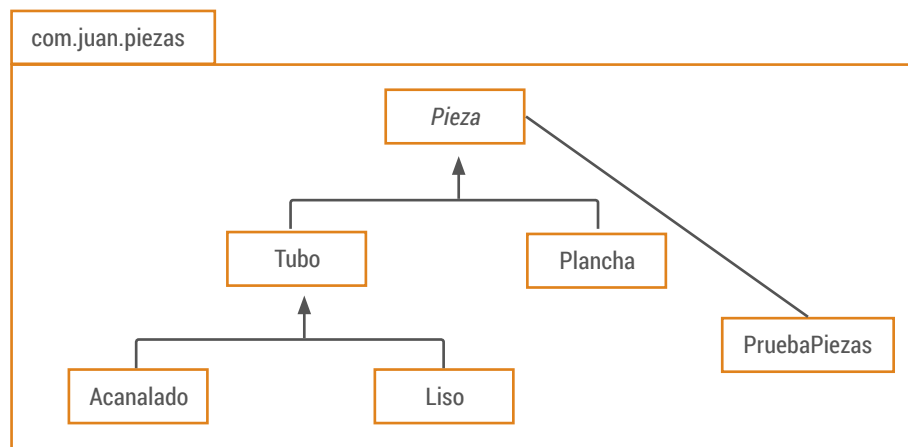 com.juan.piezas
Pieza
Tubo
Plancha
PruebaPiezas
Acanalado
Liso